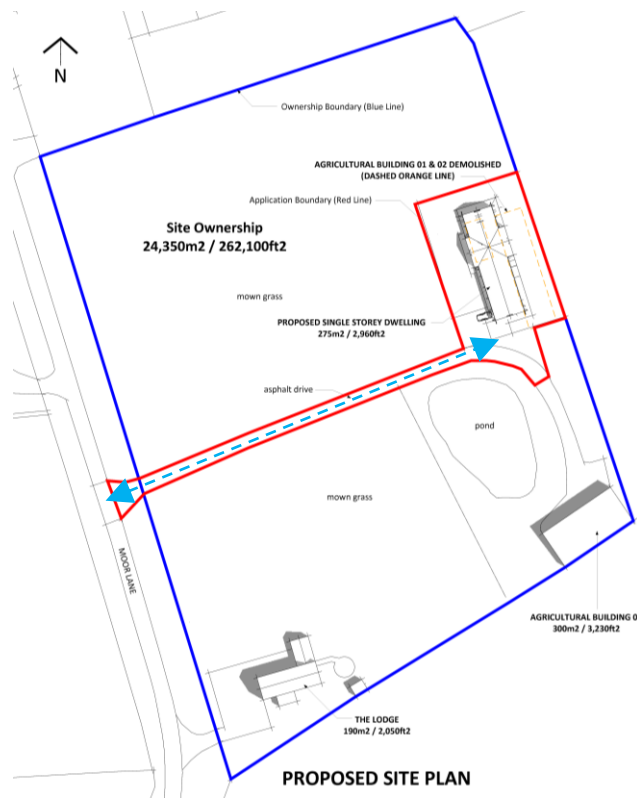 N
Ownership Boundary (Blue Line)
AGRICULTURAL BUILDING 01 & 02 DEMOLISHED
(DASHED ORANGE LINE)
Application Boundary (Red Line)
Site Ownership
24,350m2 / 262,100ft2
mown grass
PROPOSED SINGLE STOREY DWELLING
275m2 / 2,960ft2
asphalt drive
pond
mown grass
MOOR LANE
AGRICULTURAL BUILDING 0
300m2 / 3,230ft2
THE LODGE
190m2 / 2,050ft2
PROPOSED SITE PLAN